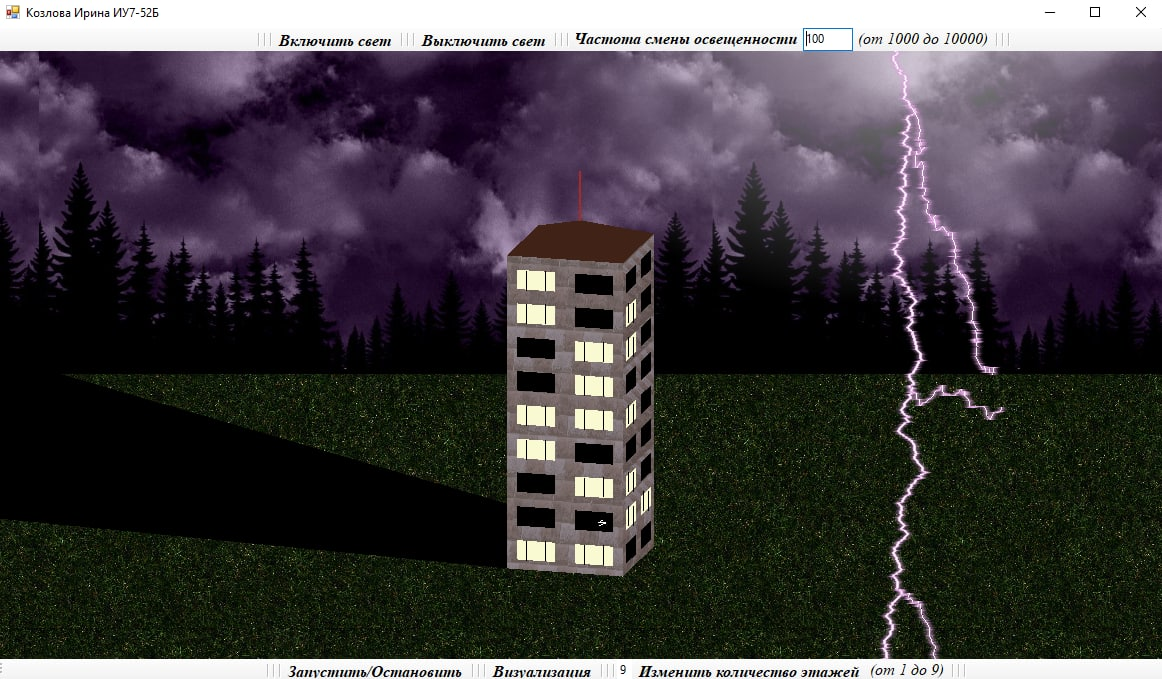 Козлова Ирина ИУ7-52Б
Включить свет Выключить свет Частота смены освещенности 100 (от 1000 до 10000)
Запустить/Остановить Визуализация 9 Изменить количество этажей (от 1 до 9)